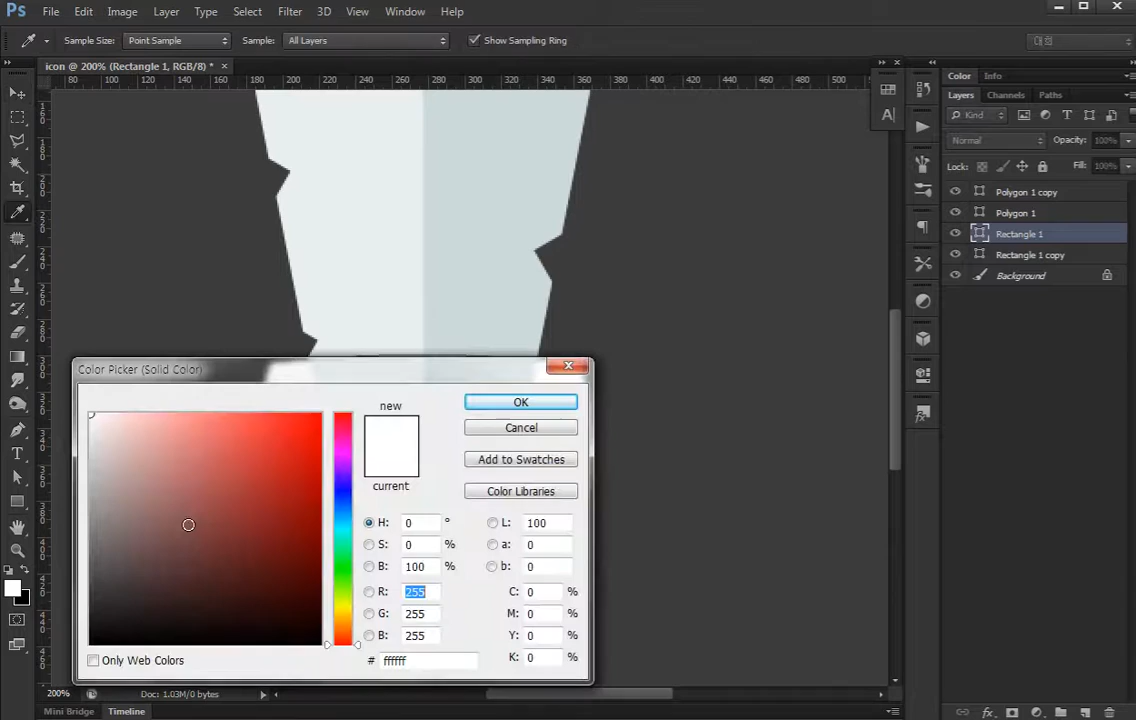 Ps File Edit Image Layer Type Select Filter 3D View Window Help
Sample Size: Point Sample Sample: All Layers Show Sampling Ring
icon @ 200% (Rectangle 1, RGB/8) * ×
80 100 120 140 160 180 200 220 240 260 280 300 320 340 360 380 400 420 440 460 480 500
Color Info
Layers Channels Paths
Kind
Normal Opacity: 100%
Lock: Fill: 100%
Polygon 1 copy
Polygon 1
Rectangle 1
Rectangle 1 copy
Background
Color Picker (Solid Color)
new
current
OK
Cancel
Add to Swatches
Color Libraries
H: 0 ° L: 100
S: 0 % a: 0
B: 100 % b: 0
R: 255 C: 0 %
G: 255 M: 0 %
B: 255 Y: 0 %
# ffffff K: 0 %
Only Web Colors
200% Doc: 1.03M/0 bytes
Mini Bridge Timeline